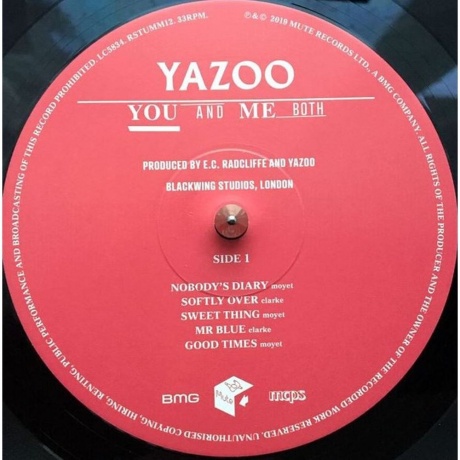 YAZOO
YOU AND ME BOTH
PRODUCED BY E.C. RADCLIFFE AND YAZOO
BLACKWING STUDIOS, LONDON
SIDE 1
NOBODY'S DIARY moyet
SOFTLY OVER clarke
SWEET THING moyet
MR BLUE clarke
GOOD TIMES moyet
BMG
Mute
mcps
℗ & © 2018 MUTE RECORDS LTD., A BMG COMPANY. ALL RIGHTS OF THE PRODUCER AND THE OWNER OF THE RECORDED WORK RESERVED. UNAUTHORISED COPYING, HIRING, RENTING, PUBLIC PERFORMANCE AND BROADCASTING OF THIS RECORD PROHIBITED. LC5834. RSTUMM12. 33RPM.